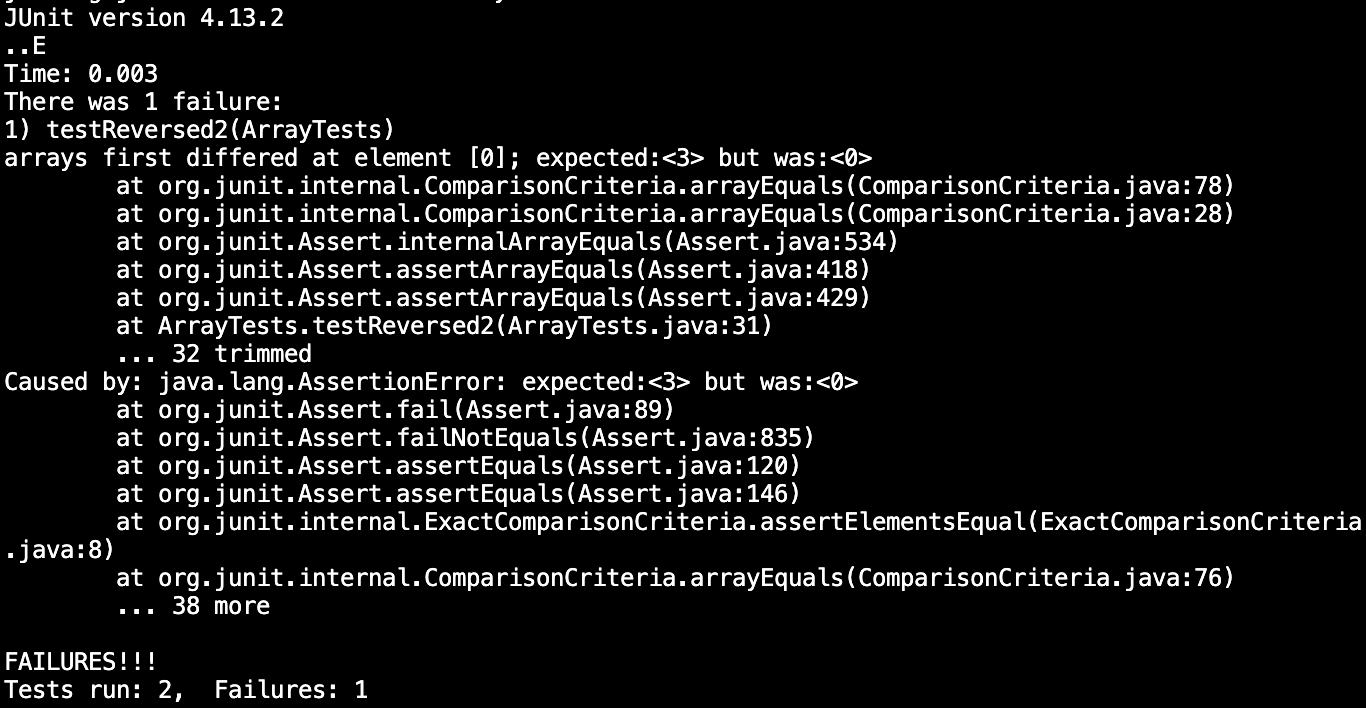 JUnit version 4.13.2
..E
Time: 0.003
There was 1 failure:
1) testReversed2(ArrayTests)
arrays first differed at element [0]; expected:<3> but was:<0>
        at org.junit.internal.ComparisonCriteria.arrayEquals(ComparisonCriteria.java:78)
        at org.junit.internal.ComparisonCriteria.arrayEquals(ComparisonCriteria.java:28)
        at org.junit.Assert.internalArrayEquals(Assert.java:534)
        at org.junit.Assert.assertArrayEquals(Assert.java:418)
        at org.junit.Assert.assertArrayEquals(Assert.java:429)
        at ArrayTests.testReversed2(ArrayTests.java:31)
        ... 32 trimmed
Caused by: java.lang.AssertionError: expected:<3> but was:<0>
        at org.junit.Assert.fail(Assert.java:89)
        at org.junit.Assert.failNotEquals(Assert.java:835)
        at org.junit.Assert.assertEquals(Assert.java:120)
        at org.junit.Assert.assertEquals(Assert.java:146)
        at org.junit.internal.ExactComparisonCriteria.assertElementsEqual(ExactComparisonCriteria
.java:8)
        at org.junit.internal.ComparisonCriteria.arrayEquals(ComparisonCriteria.java:76)
        ... 38 more

FAILURES!!!
Tests run: 2,  Failures: 1